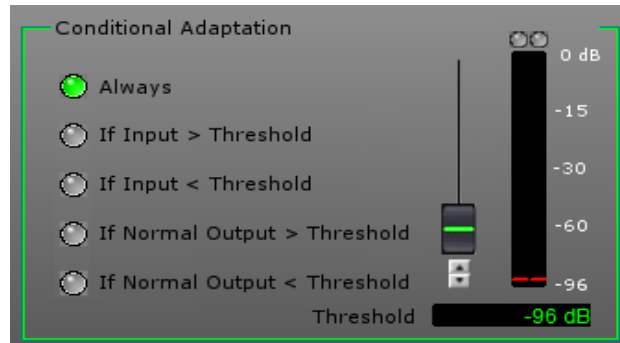 Conditional Adaptation
0 dB
Always
-15
If Input > Threshold
-30
If Input < Threshold
If Normal Output > Threshold
-60
If Normal Output < Threshold
-96
Threshold -96 dB